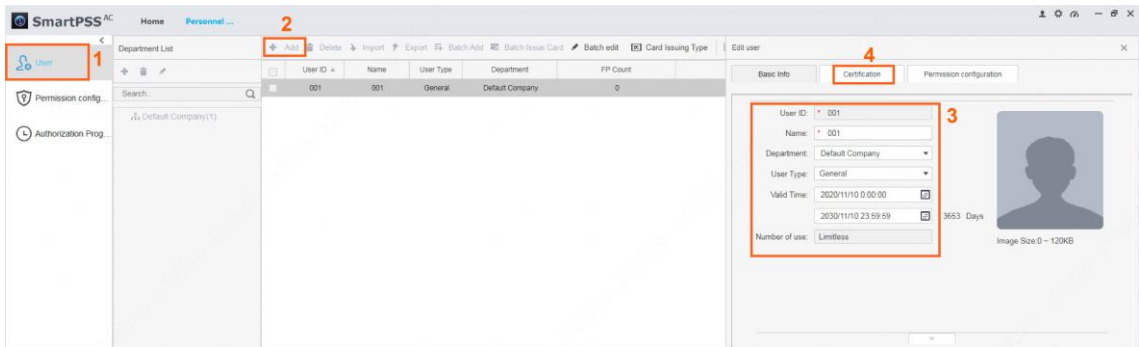 SmartPSS AC Home Personnel ...
2
Add Delete Import Export Batch Add Batch Issue Card Batch edit Card Issuing Type
Edit user
User
1
Department List
4
Basic Info Certification Permission configuration
User ID Name User Type Department FP Count
001 001 General Default Company 0
Permission config...
Search..
Default Company(1)
Authorization Prog...
3
User ID: * 001
Name: * 001
Department: Default Company
User Type: General
Valid Time: 2020/11/10 0:00:00
2030/11/10 23:59:59 3653 Days
Number of use: Limitless
Image Size:0 ~ 120KB